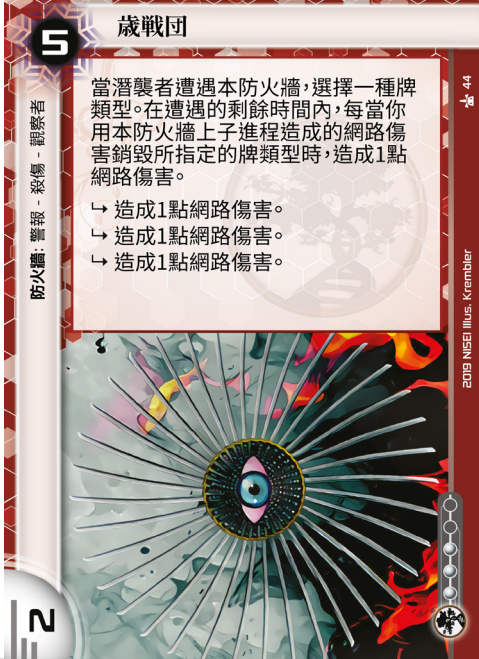 5
歳戦団
當潛襲者遭遇本防火牆,選擇一種牌
類型。在遭遇的剩餘時間內,每當你
用本防火牆上子進程造成的網路傷
害銷毀所指定的牌類型時,造成1點
網路傷害。
↳ 造成1點網路傷害。
↳ 造成1點網路傷害。
↳ 造成1點網路傷害。
防火牆: 警報 - 殺傷 - 觀察者
44
2019 NISEI Illus. Krembler
2